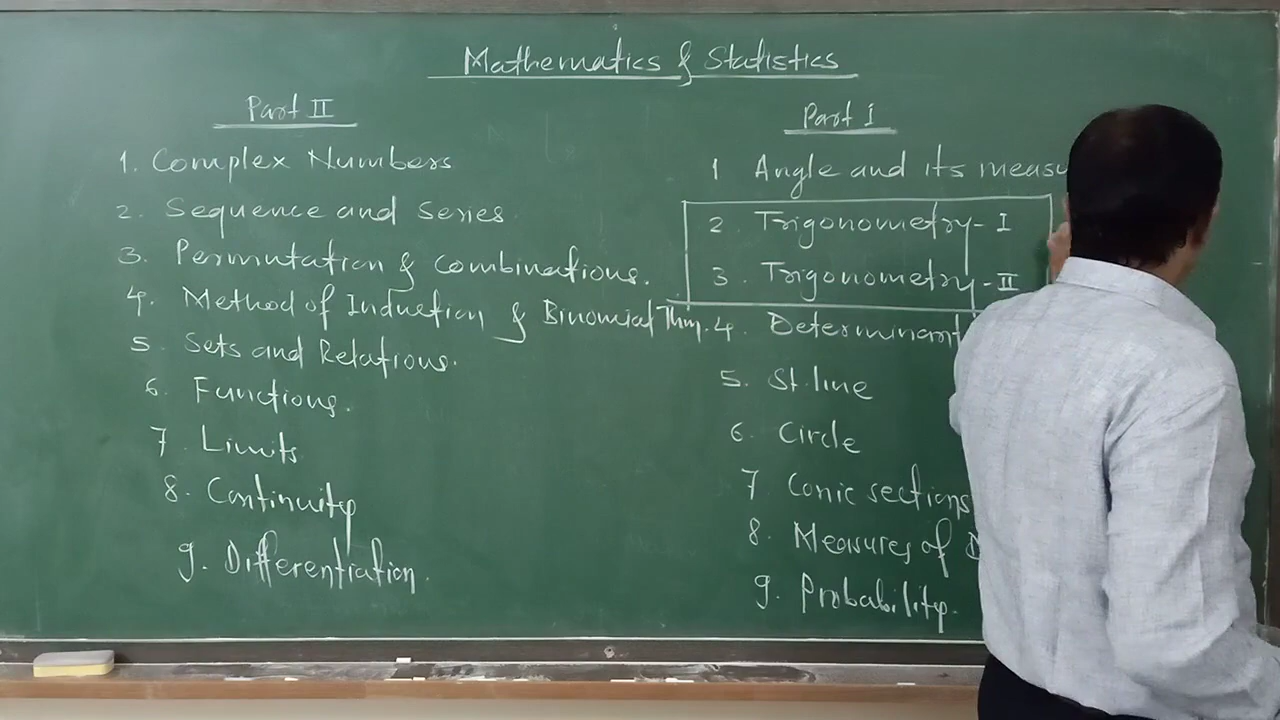 Mathematics & Statistics
Part II
1. Complex Numbers
2. Sequence and Series
3. Permutation & Combinations.
4. Method of Induction & Binomial Thm.
5. Sets and Relations.
6. Functions.
7. Limits
8. Continuity
9. Differentiation.
Part I
1 Angle and its
2. Trigonometry - I
3. Trigonometry - II
4. Determinant
5. St. line
6. Circle
7 Conic sections
8. Measures of
9. Probability.